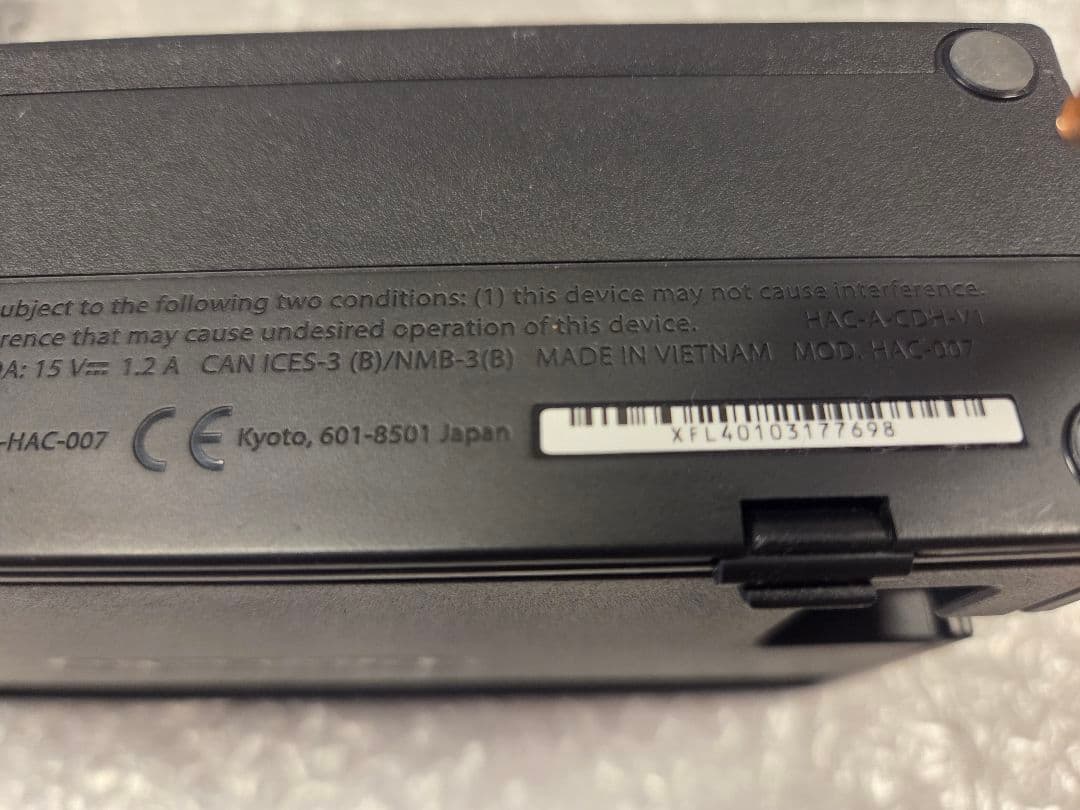 ubject to the following two conditions: (1) this device may not cause interference.
rence that may cause undesired operation of this device. HAC-A-CDH-V1
A: 15 V⎓ 1.2 A CAN ICES-3 (B)/NMB-3(B) MADE IN VIETNAM MOD. HAC-007
-HAC-007 CE Kyoto, 601-8501 Japan
XFL40103177698